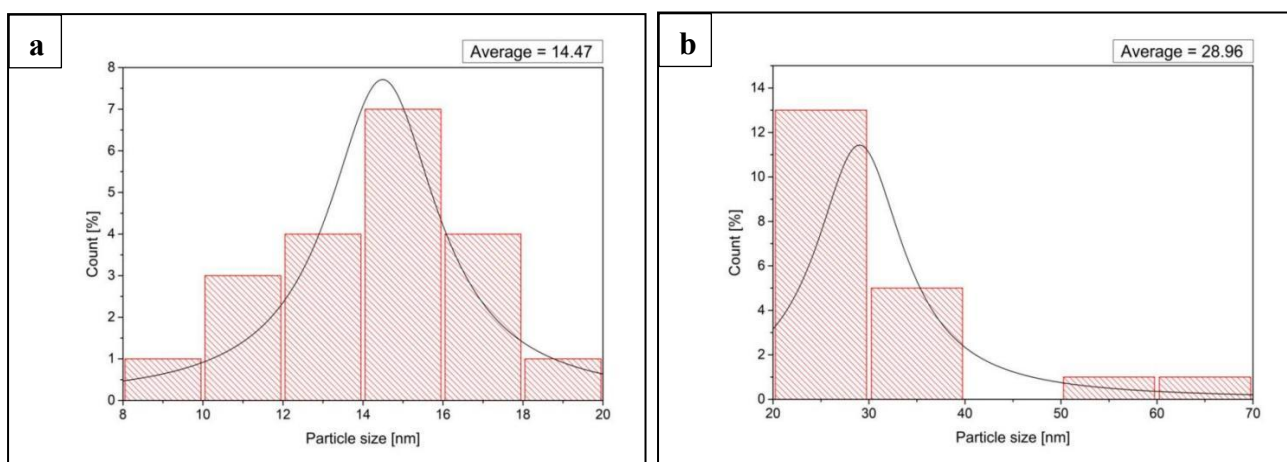 a
Average = 14.47
8
7
6
5
4
3
2
1
0
Count [%]
8 10 12 14 16 18 20
Particle size [nm]
b
Average = 28.96
14
12
10
8
6
4
2
0
Count [%]
20 30 40 50 60 70
Particle size [nm]